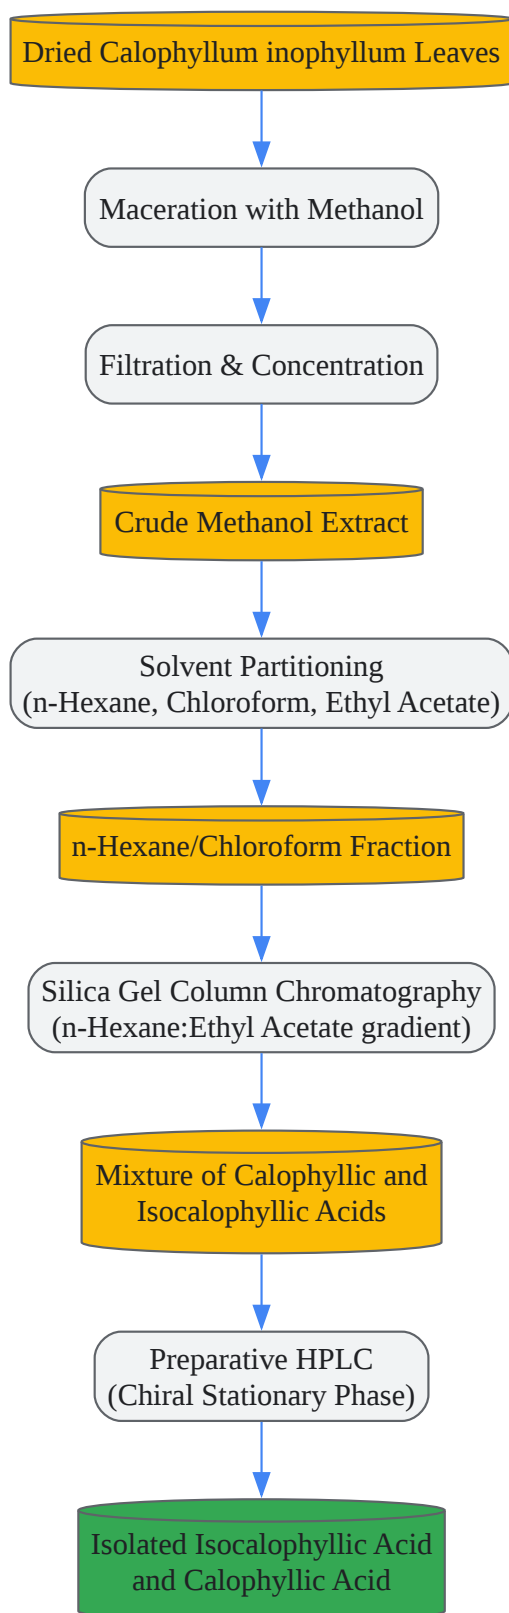 Dried Calophyllum inophyllum Leaves
Maceration with Methanol
Filtration & Concentration
Crude Methanol Extract
Solvent Partitioning
(n-Hexane, Chloroform, Ethyl Acetate)
n-Hexane/Chloroform Fraction
Silica Gel Column Chromatography
(n-Hexane:Ethyl Acetate gradient)
Mixture of Calophyllic and
Isocalophyllic Acids
Preparative HPLC
(Chiral Stationary Phase)
Isolated Isocalophyllic Acid
and Calophyllic Acid